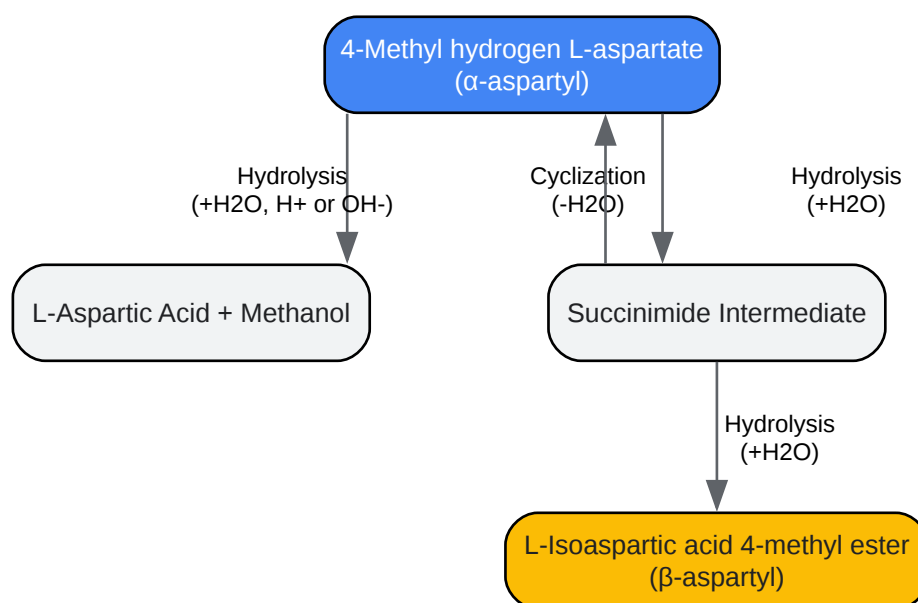 4-Methyl hydrogen L-aspartate
(α-aspartyl)
Hydrolysis
(+H2O, H+ or OH-)
Cyclization
(-H2O)
Hydrolysis
(+H2O)
L-Aspartic Acid + Methanol
Succinimide Intermediate
Hydrolysis
(+H2O)
L-Isoaspartic acid 4-methyl ester
(β-aspartyl)